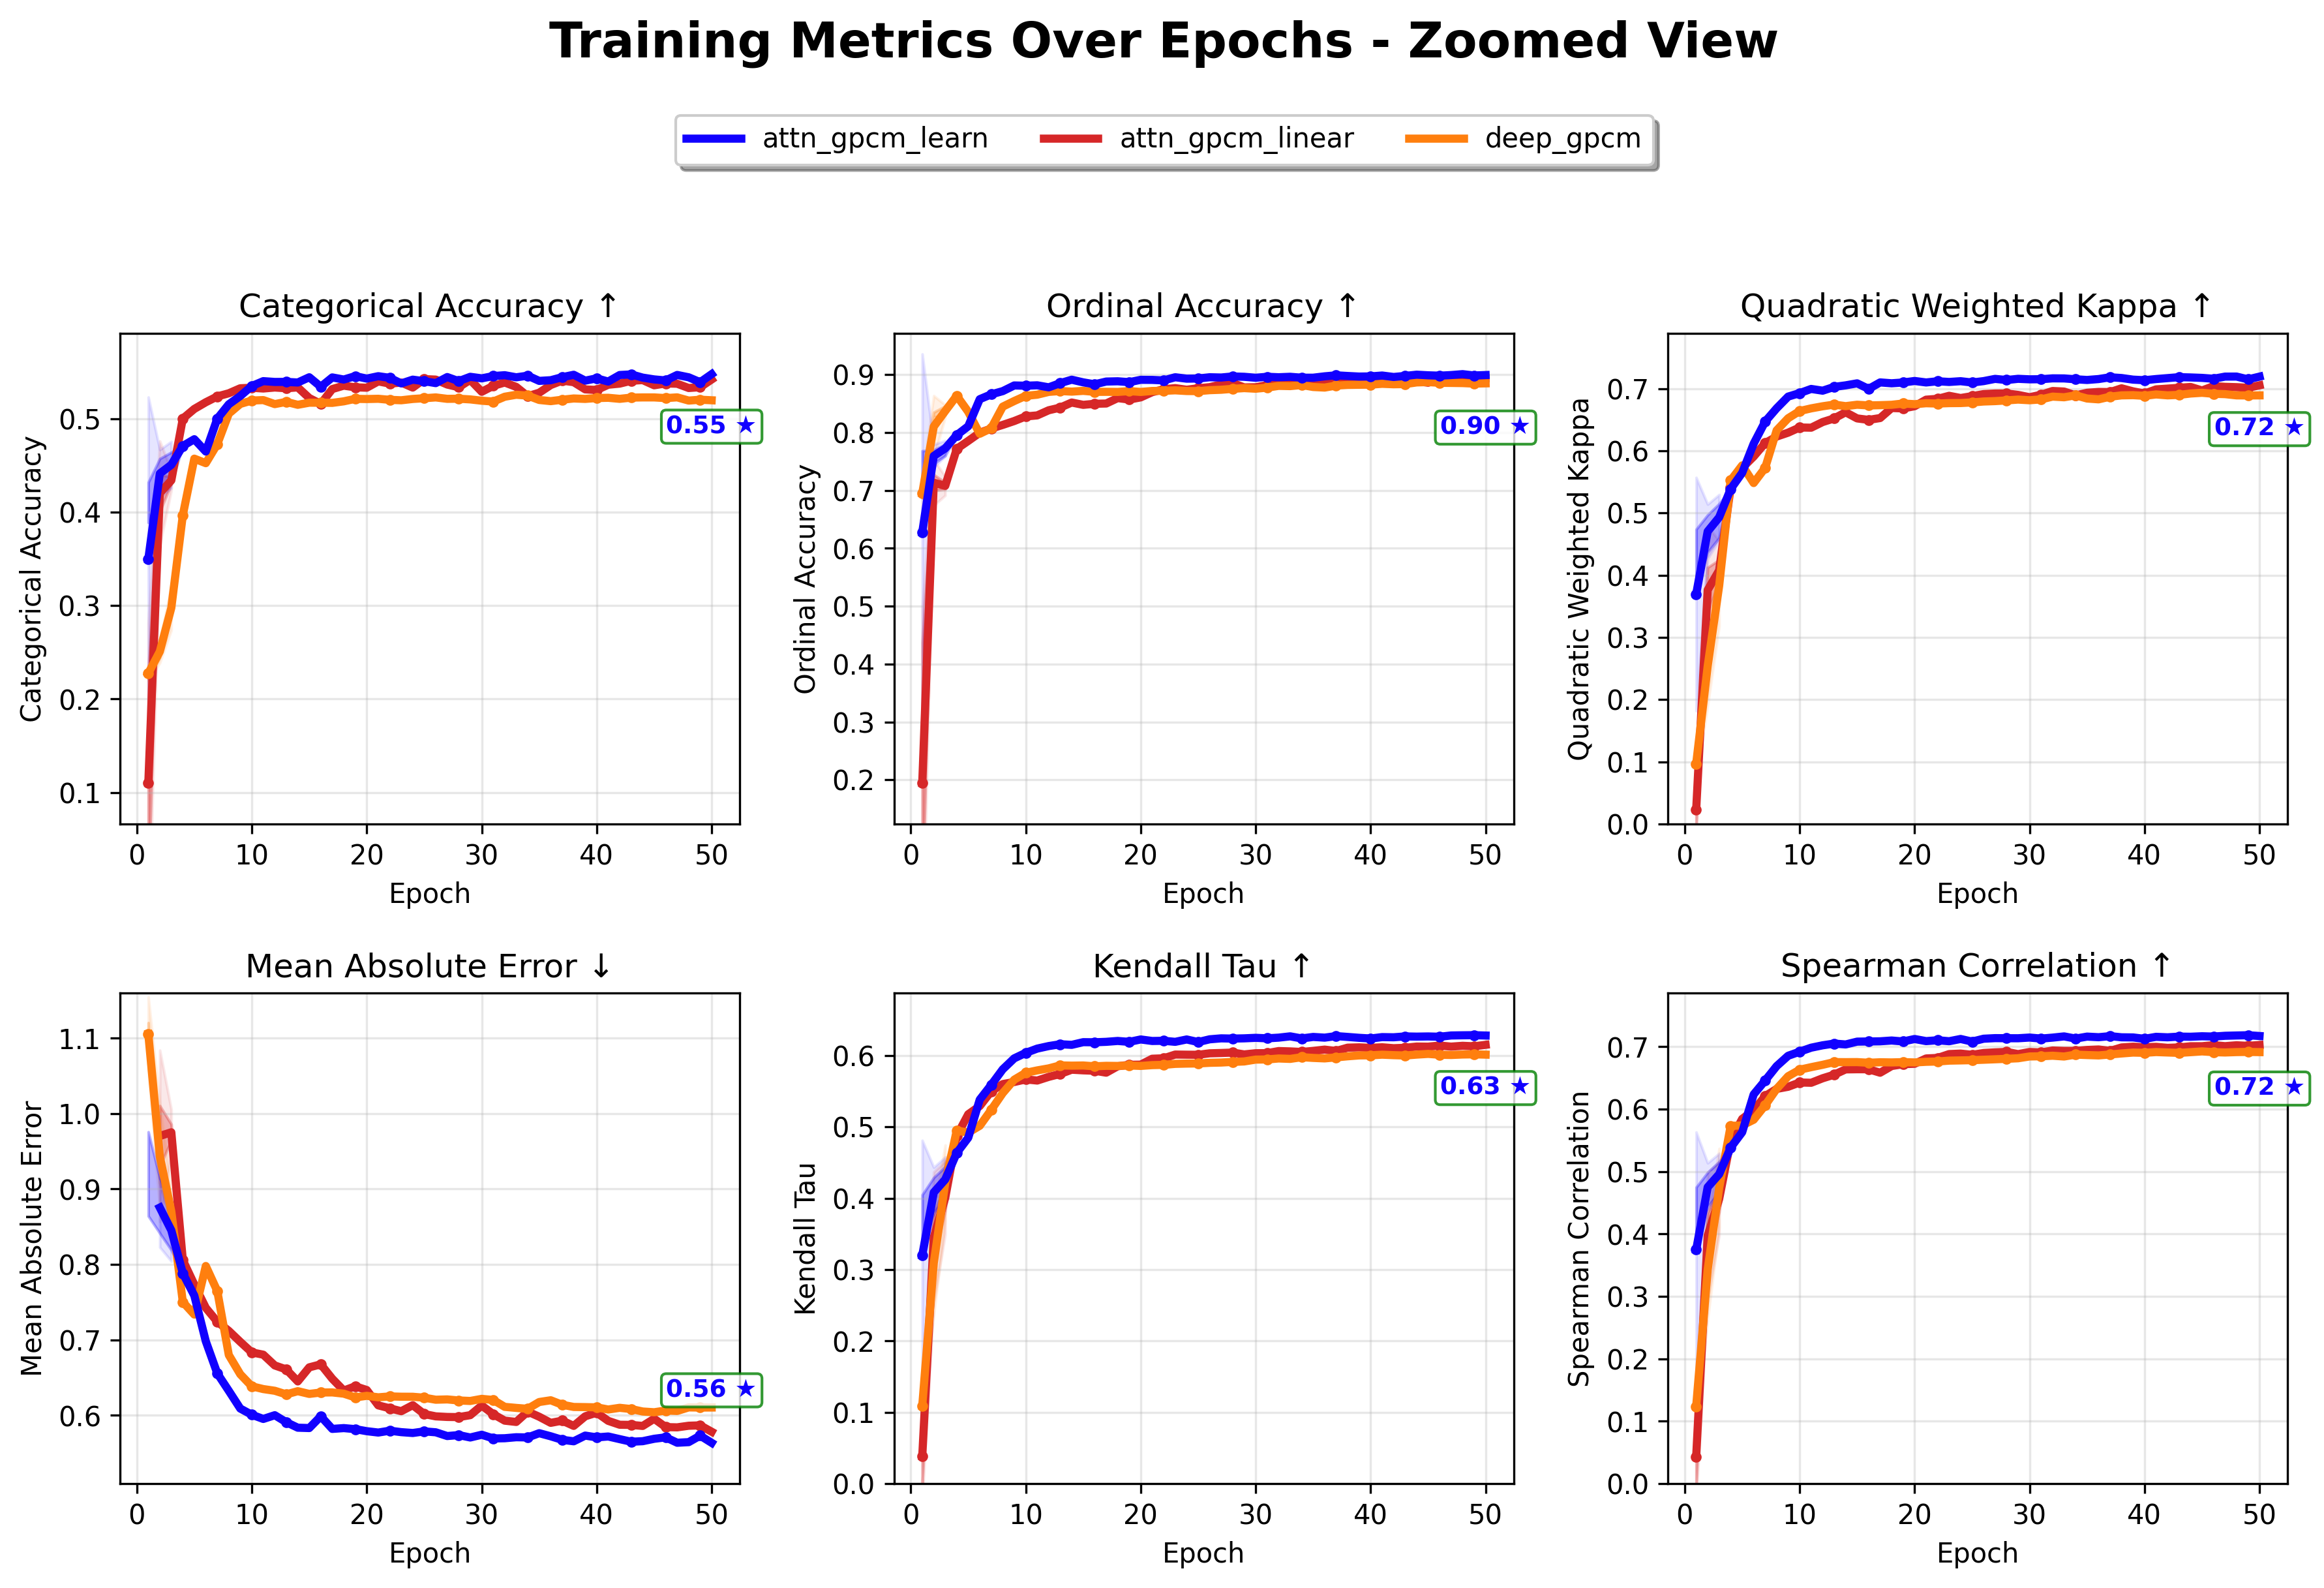 Training Metrics Over Epochs - Zoomed View
attn_gpcm_learn attn_gpcm_linear deep_gpcm
Categorical Accuracy ↑
Categorical Accuracy
0.5
0.4
0.3
0.2
0.1
0.55 ★
0 10 20 30 40 50
Epoch
Ordinal Accuracy ↑
Ordinal Accuracy
0.9
0.8
0.7
0.6
0.5
0.4
0.3
0.2
0.90 ★
0 10 20 30 40 50
Epoch
Quadratic Weighted Kappa ↑
Quadratic Weighted Kappa
0.7
0.6
0.5
0.4
0.3
0.2
0.1
0.0
0.72 ★
0 10 20 30 40 50
Epoch
Mean Absolute Error ↓
Mean Absolute Error
1.1
1.0
0.9
0.8
0.7
0.6
0.56 ★
0 10 20 30 40 50
Epoch
Kendall Tau ↑
Kendall Tau
0.6
0.5
0.4
0.3
0.2
0.1
0.0
0.63 ★
0 10 20 30 40 50
Epoch
Spearman Correlation ↑
Spearman Correlation
0.7
0.6
0.5
0.4
0.3
0.2
0.1
0.0
0.72 ★
0 10 20 30 40 50
Epoch